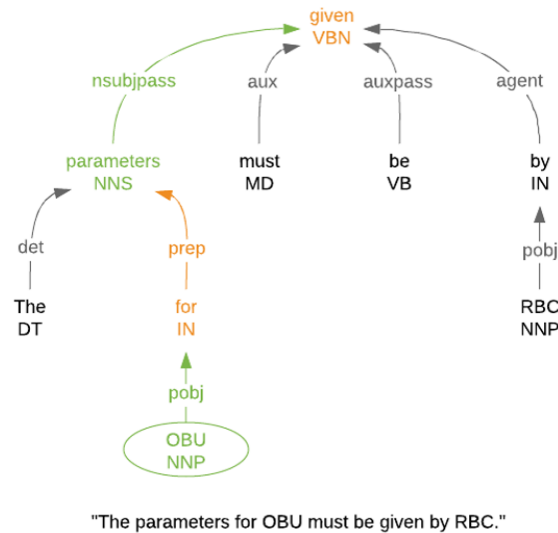 given
VBN
nsubjpass
aux
auxpass
agent
parameters
NNS
must
MD
be
VB
by
IN
det
prep
pobj
The
DT
for
IN
RBC
NNP
pobj
OBU
NNP
"The parameters for OBU must be given by RBC."